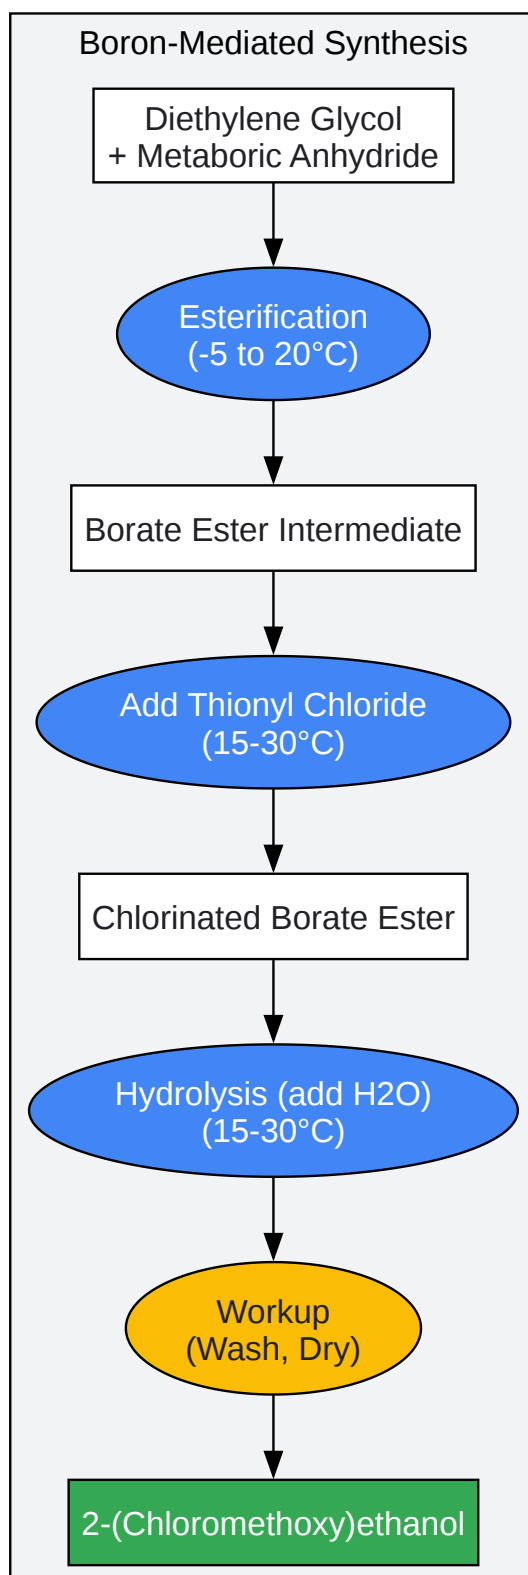 Boron-Mediated Synthesis
Diethylene Glycol
+ Metaboric Anhydride
Esterification
(-5 to 20°C)
Borate Ester Intermediate
Add Thionyl Chloride
(15-30°C)
Chlorinated Borate Ester
Hydrolysis (add H2O)
(15-30°C)
Workup
(Wash, Dry)
2-(Chloromethoxy)ethanol